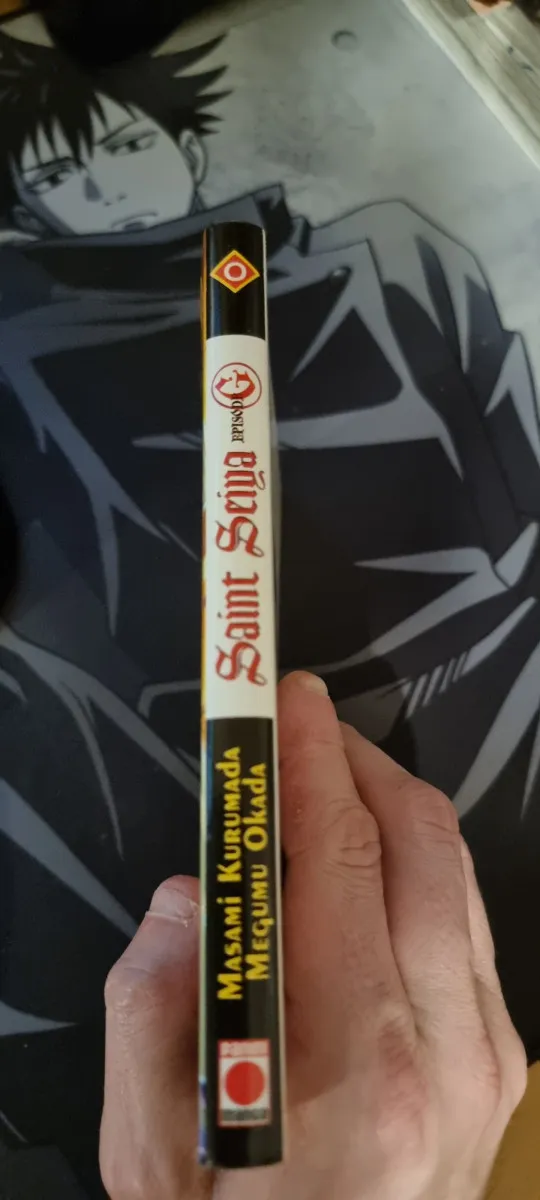 0
Saint Seiya EPISODE G
MASAMI KURUMADA
MEGUMU OKADA
PANINI
manga